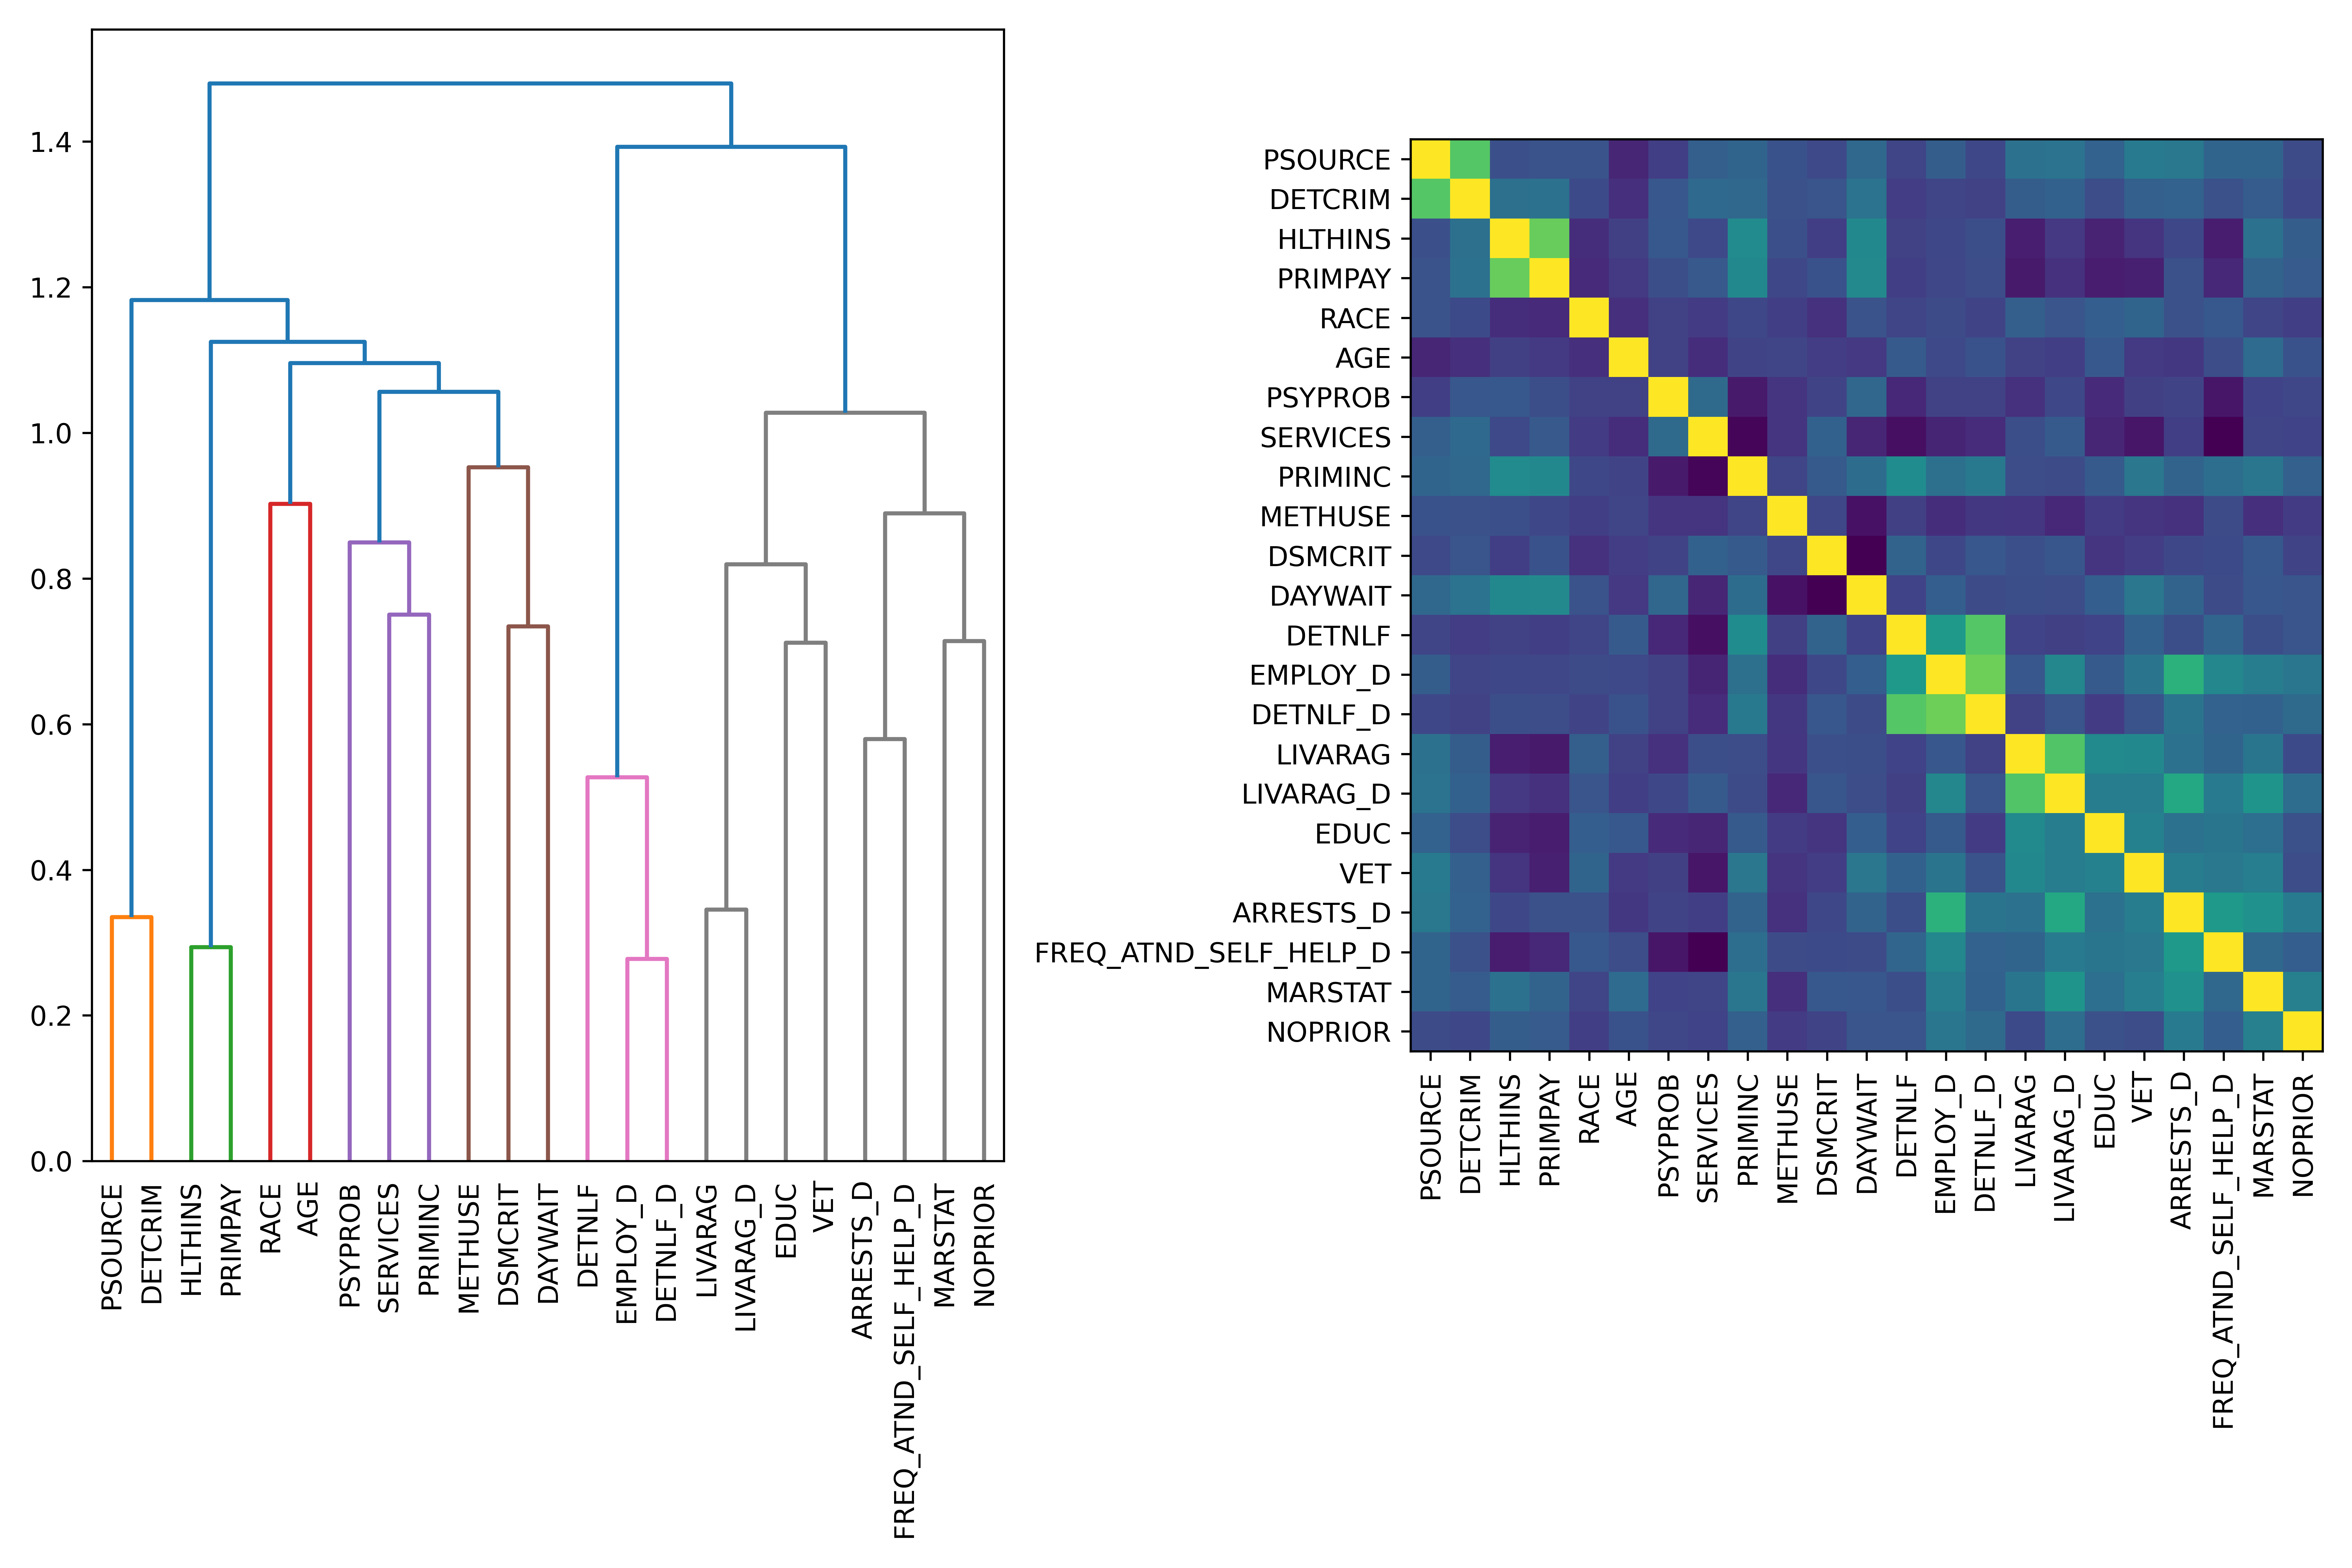 1.4
1.2
1.0
0.8
0.6
0.4
0.2
0.0
PSOURCE
DETCRIM
HLTHINS
PRIMPAY
RACE
AGE
PSYPROB
SERVICES
PRIMINC
METHUSE
DSMCRIT
DAYWAIT
DETNLF
EMPLOY_D
DETNLF_D
LIVARAG
LIVARAG_D
EDUC
VET
ARRESTS_D
FREQ_ATND_SELF_HELP_D
MARSTAT
NOPRIOR
PSOURCE
DETCRIM
HLTHINS
PRIMPAY
RACE
AGE
PSYPROB
SERVICES
PRIMINC
METHUSE
DSMCRIT
DAYWAIT
DETNLF
EMPLOY_D
DETNLF_D
LIVARAG
LIVARAG_D
EDUC
VET
ARRESTS_D
FREQ_ATND_SELF_HELP_D
MARSTAT
NOPRIOR
PSOURCE
DETCRIM
HLTHINS
PRIMPAY
RACE
AGE
PSYPROB
SERVICES
PRIMINC
METHUSE
DSMCRIT
DAYWAIT
DETNLF
EMPLOY_D
DETNLF_D
LIVARAG
LIVARAG_D
EDUC
VET
ARRESTS_D
FREQ_ATND_SELF_HELP_D
MARSTAT
NOPRIOR